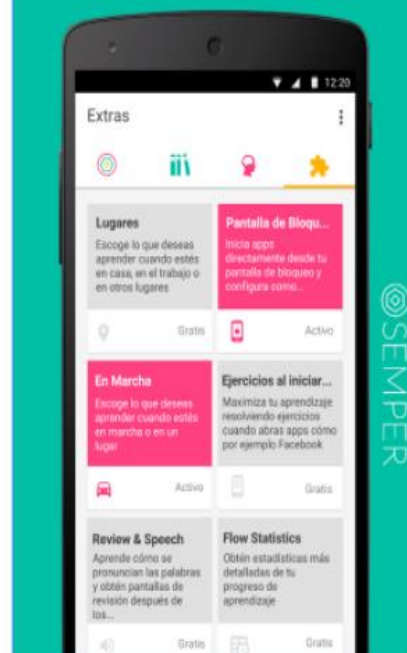 12:20
Extras
Lugares
Escoge lo que deseas
aprender cuando estés
en casa, en el trabajo o
en otros lugares
Gratis
Pantalla de Bloqu...
Inicia apps
directamente desde tu
pantalla de bloqueo y
configura como...
Activo
En Marcha
Escoge lo que deseas
aprender cuando estés
en marcha o en un
lugar
Activo
Ejercicios al iniciar...
Maximiza tu aprendizaje
resolviendo ejercicios
cuando abras apps cómo
por ejemplo Facebook
Gratis
Review & Speech
Aprende cómo se
pronuncian las palabras
y obtén pantallas de
revisión después de
los...
Gratis
Flow Statistics
Obtén estadísticas más
detalladas de tu
progreso de
aprendizaje
Gratis
SEMPER